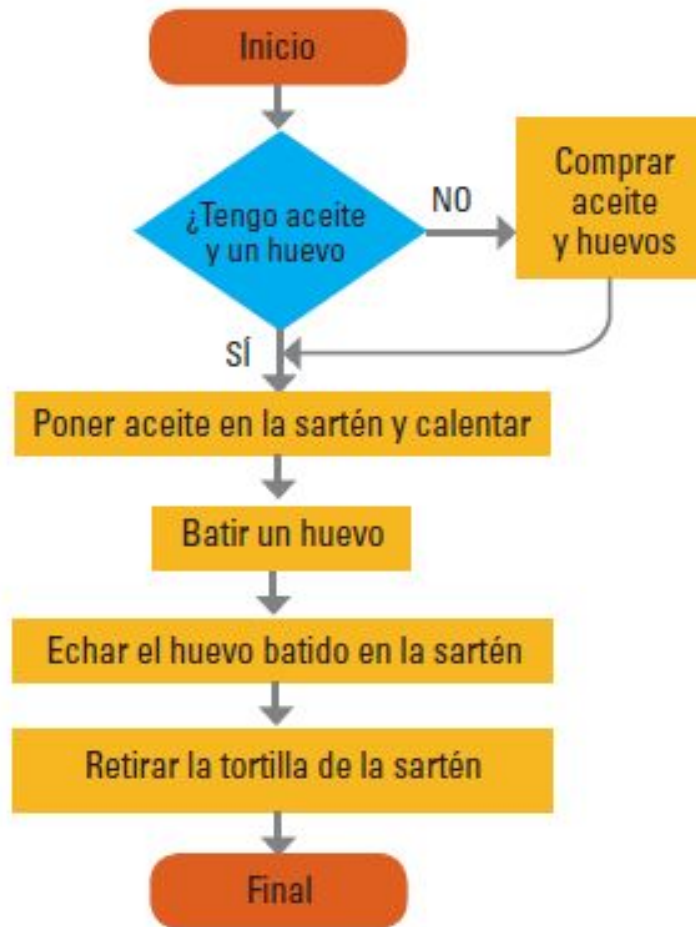 Inicio
¿Tengo aceite
y un huevo
NO
Comprar
aceite
y huevos
SÍ
Poner aceite en la sartén y calentar
Batir un huevo
Echar el huevo batido en la sartén
Retirar la tortilla de la sartén
Final